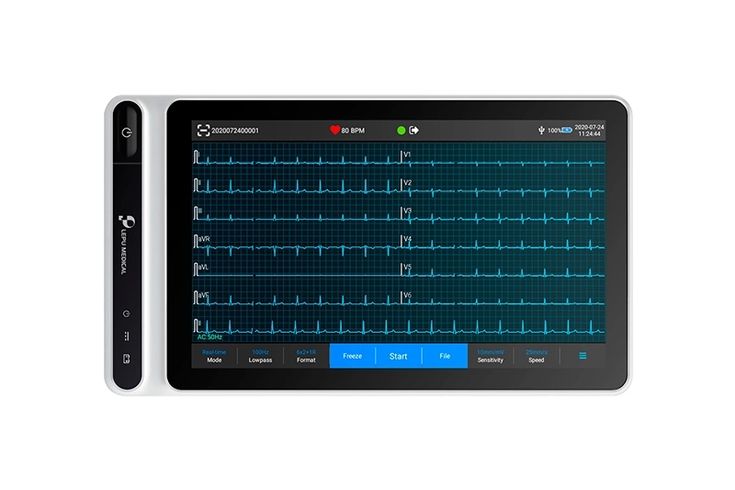 2020072400001
80 BPM
100%
2020-07-24
11:24:44
I
V1
II
V2
III
V3
aVR
V4
aVL
V5
aVF
V6
II
AC 50Hz
Real-time
Mode
100Hz
Lowpass
6x2+1R
Format
Freeze
Start
File
10mm/mV
Sensitivity
25mm/s
Speed
LEPU MEDICAL